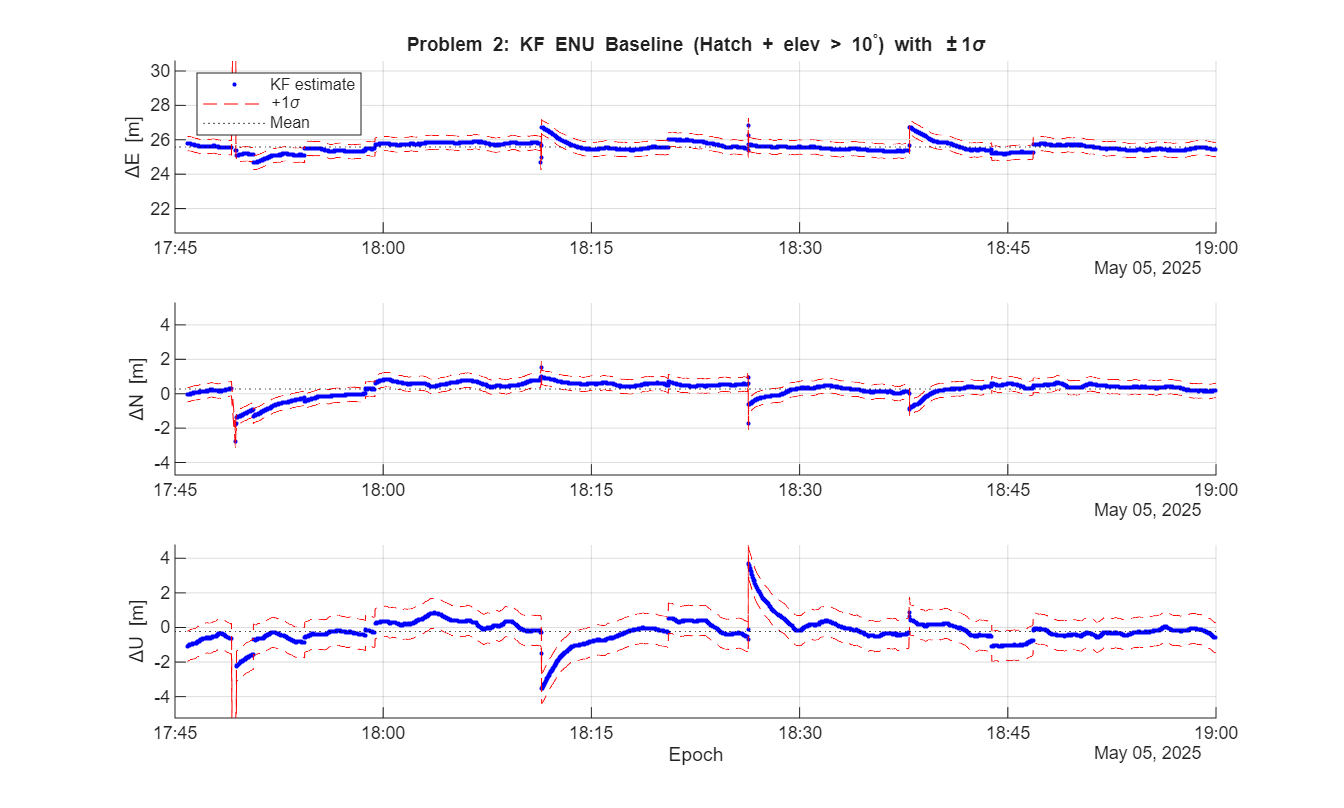 Problem 2: KF ENU Baseline (Hatch + elev > 10°) with ±1σ
KF estimate
+1σ
Mean
ΔE [m]
30
28
26
24
22
17:45 18:00 18:15 18:30 18:45 19:00
May 05, 2025
ΔN [m]
4
2
0
-2
-4
17:45 18:00 18:15 18:30 18:45 19:00
May 05, 2025
ΔU [m]
4
2
0
-2
-4
17:45 18:00 18:15 18:30 18:45 19:00
Epoch
May 05, 2025